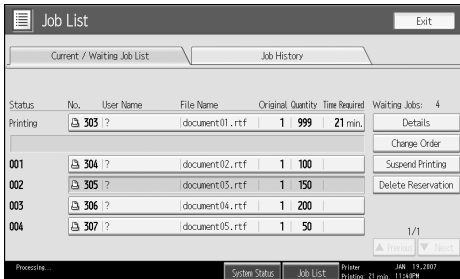 Job List
Exit
Current / Waiting Job List
Job History
Status No. User Name File Name Original Quantity Time Required Waiting Jobs: 4
Printing 303 ? document01.rtf 1 999 21 min. Details
Change Order
001 304 ? document02.rtf 1 100 Suspend Printing
002 305 ? document03.rtf 1 150 Delete Reservation
003 306 ? document04.rtf 1 200
004 307 ? document05.rtf 1 50
1/1
▲ Previous ▼ Next
Processing... System Status Job List Printer JAN 19,2007
Printing: 21 min. 11:40PM